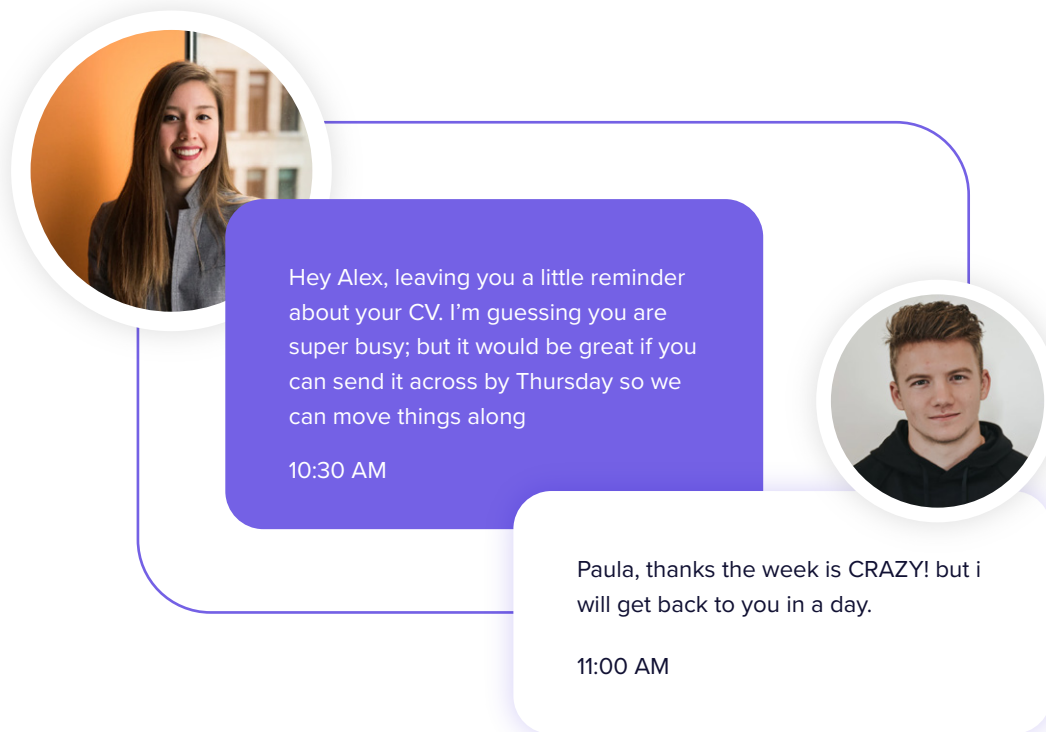 Hey Alex, leaving you a little reminder
about your CV. I’m guessing you are
super busy; but it would be great if you
can send it across by Thursday so we
can move things along
10:30 AM
Paula, thanks the week is CRAZY! but i
will get back to you in a day.
11:00 AM